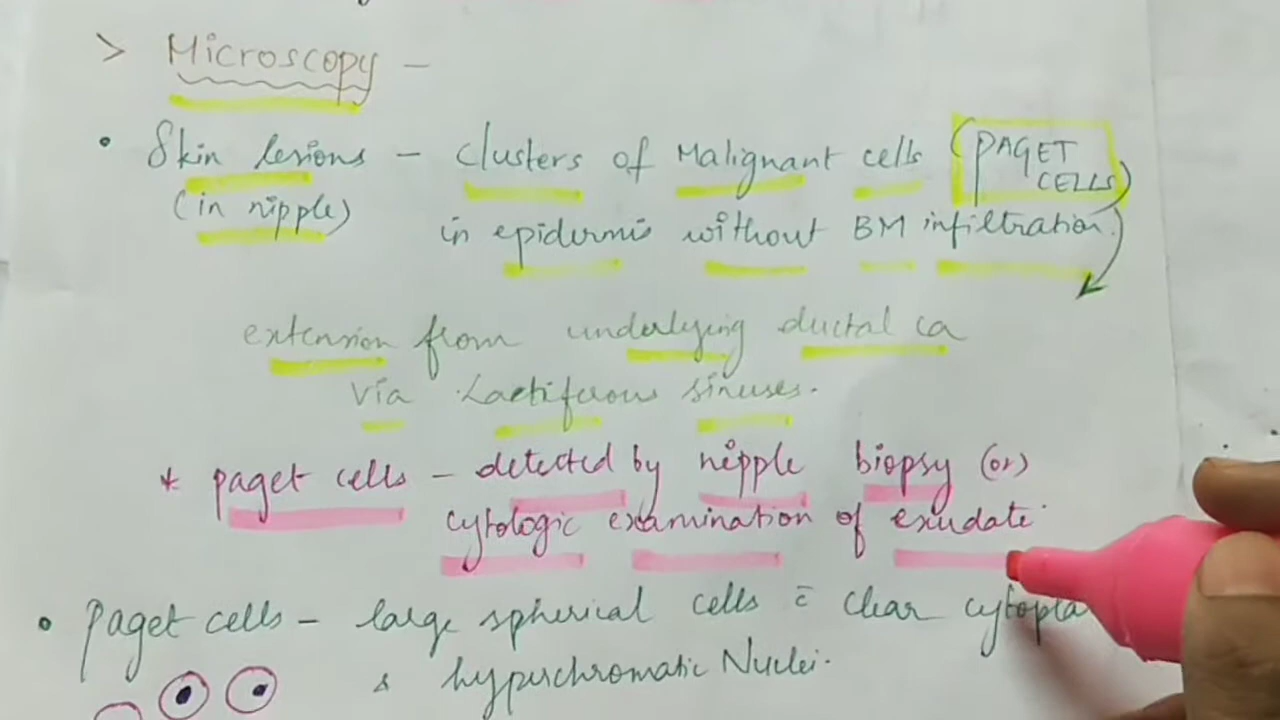 > Microscopy -
• Skin lesions - clusters of Malignant cells (PAGET CELLS)
(in nipple) in epidermis without BM infiltration.
extension from underlying ductal ca
via Lactiferous sinuses.
* paget cells - detected by nipple biopsy (or)
cytologic examination of exudate.
• Paget cells - large spherical cells c̄ clear cytopla
& hyperchromatic Nuclei.